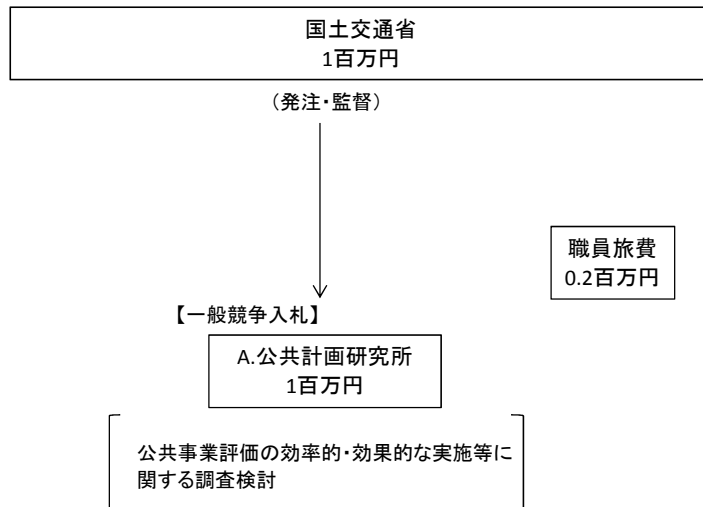 国土交通省
1百万円
（発注・監督）
職員旅費
0.2百万円
【一般競争入札】
A.公共計画研究所
1百万円
公共事業評価の効率的・効果的な実施等に
関する調査検討